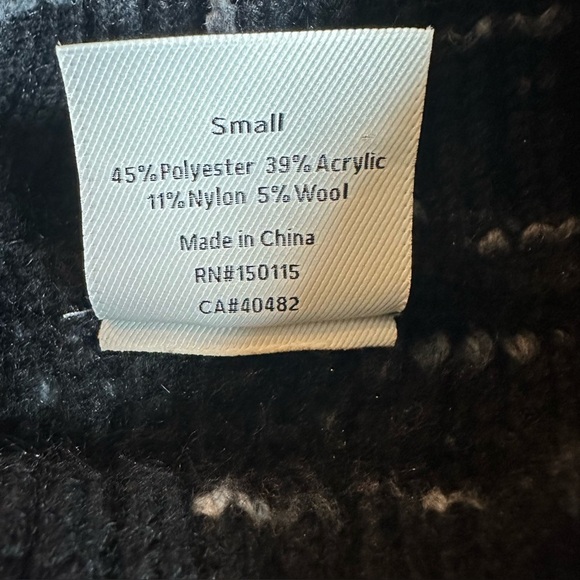 Small
45% Polyester 39% Acrylic
11% Nylon 5% Wool
Made in China
RN#150115
CA#40482